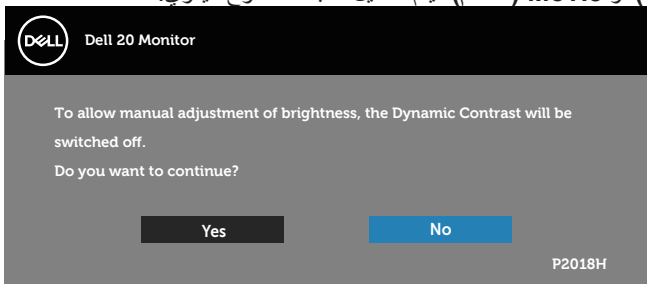 DELL
Dell 20 Monitor
To allow manual adjustment of brightness, the Dynamic Contrast will be
switched off.
Do you want to continue?
Yes
No
P2018H